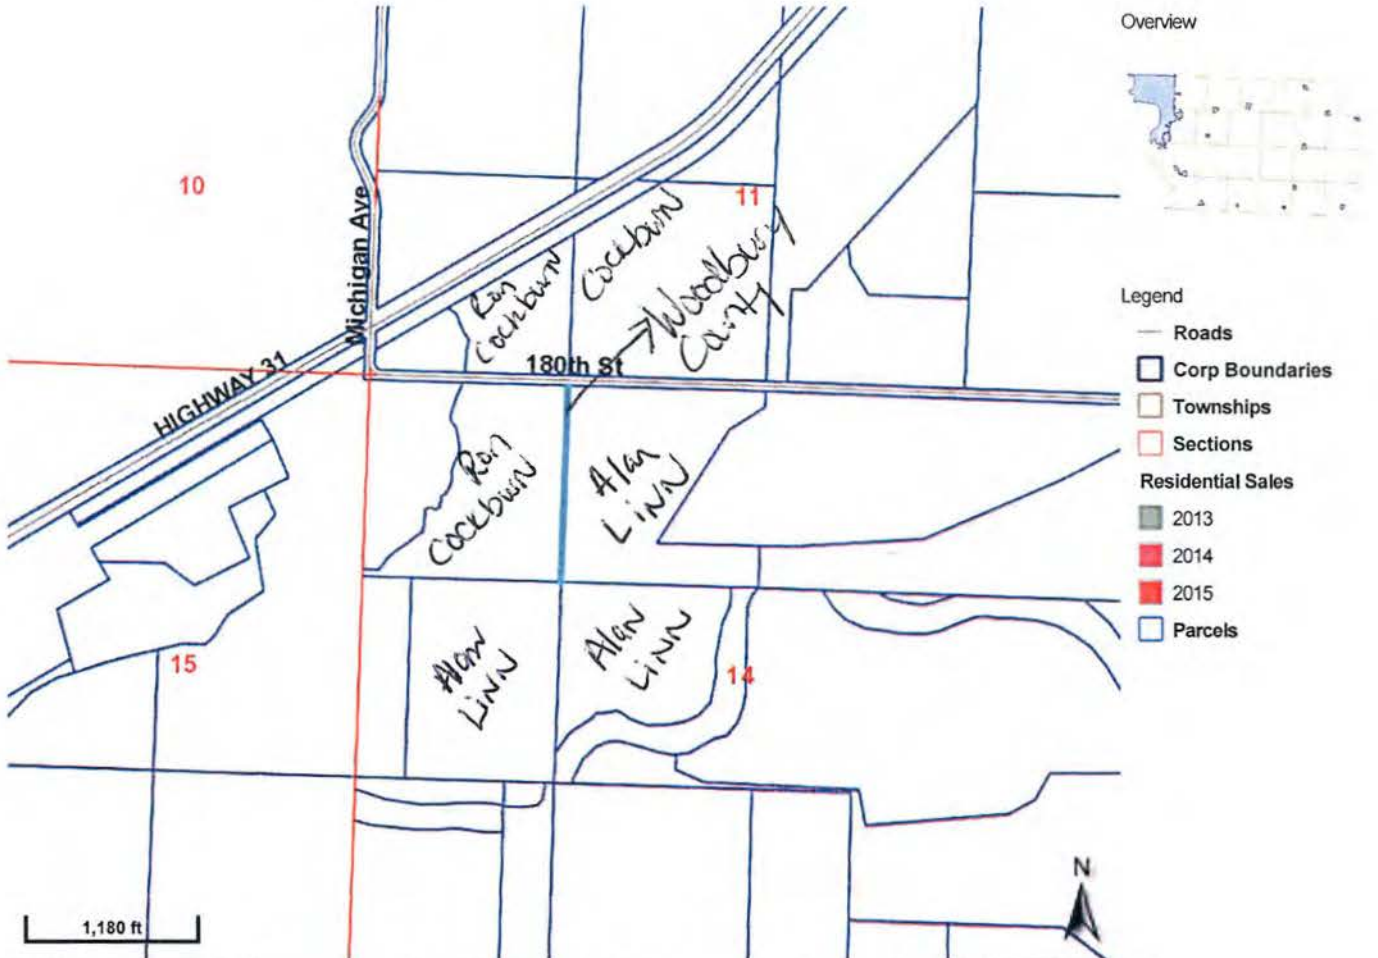 Overview
10
11
Michigan Ave
Cockburn
Ron
Cockburn
Woodbury
County
Legend
Roads
180th St
HIGHWAY 31
Corp Boundaries
Townships
Sections
Ron
Cockburn
Alan
LiNN
Residential Sales
2013
2014
2015
Parcels
Alan
LiNN
Alan
LiNN
15
14
N
1,180 ft